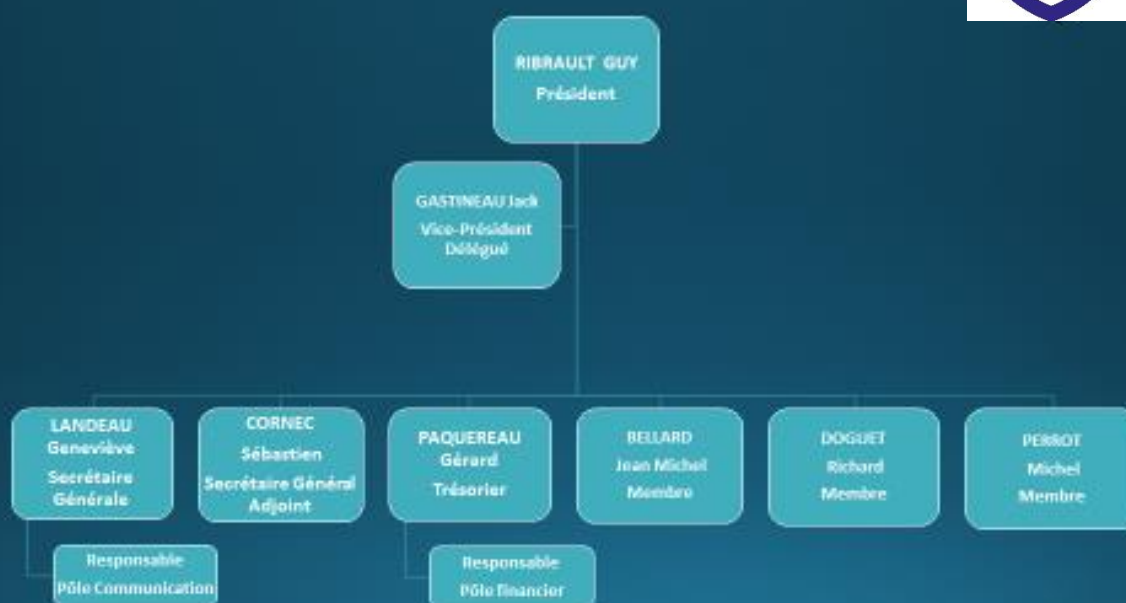 RIBRAULT GUY
Président
GASTINEAU Jack
Vice-Président
Délégué
LANDEAU
Geneviève
Secrétaire
Générale
CORNEC
Sébastien
Secrétaire Général
Adjoint
PAQUEREAU
Gérard
Trésorier
BELLARD
Jean Michel
Membre
DOGUET
Richard
Membre
PERROT
Michel
Membre
Responsable
Pôle Communication
Responsable
Pôle financier